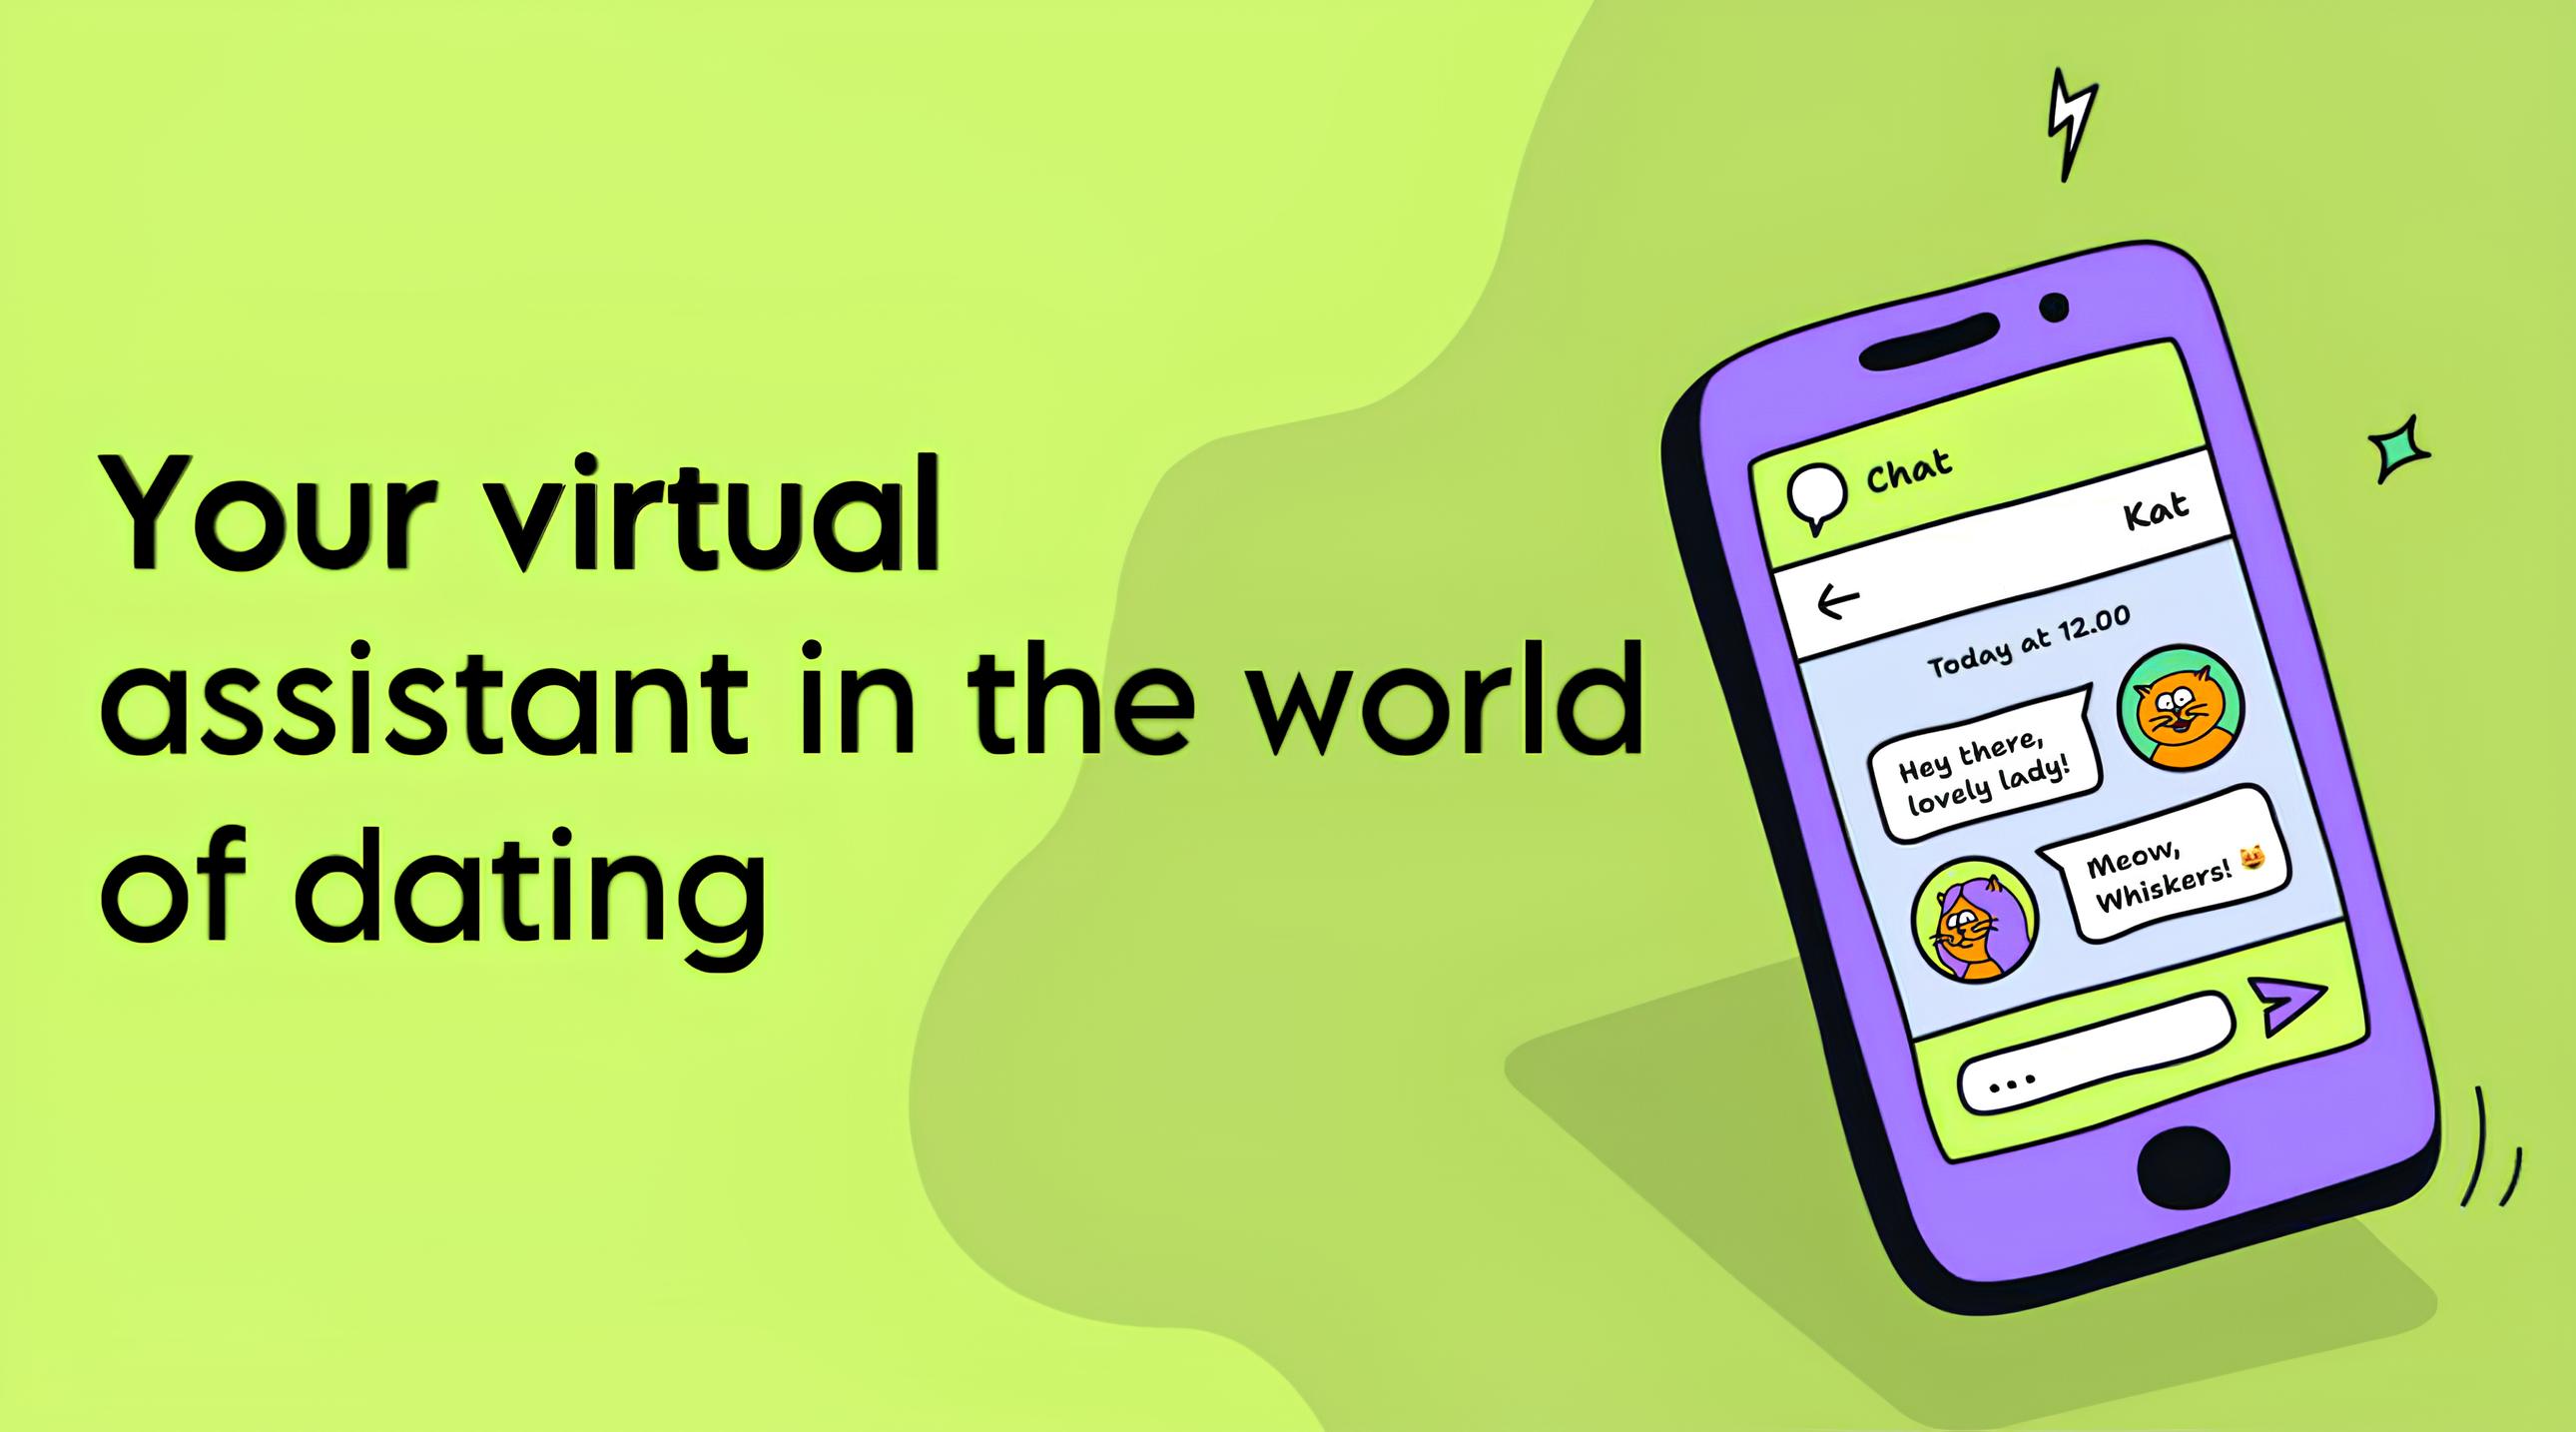 Your virtual
assistant in the world
of dating
Chat
Kat
Today at 12.00
Hey there,
lovely lady!
Meow,
Whiskers! 😼
...